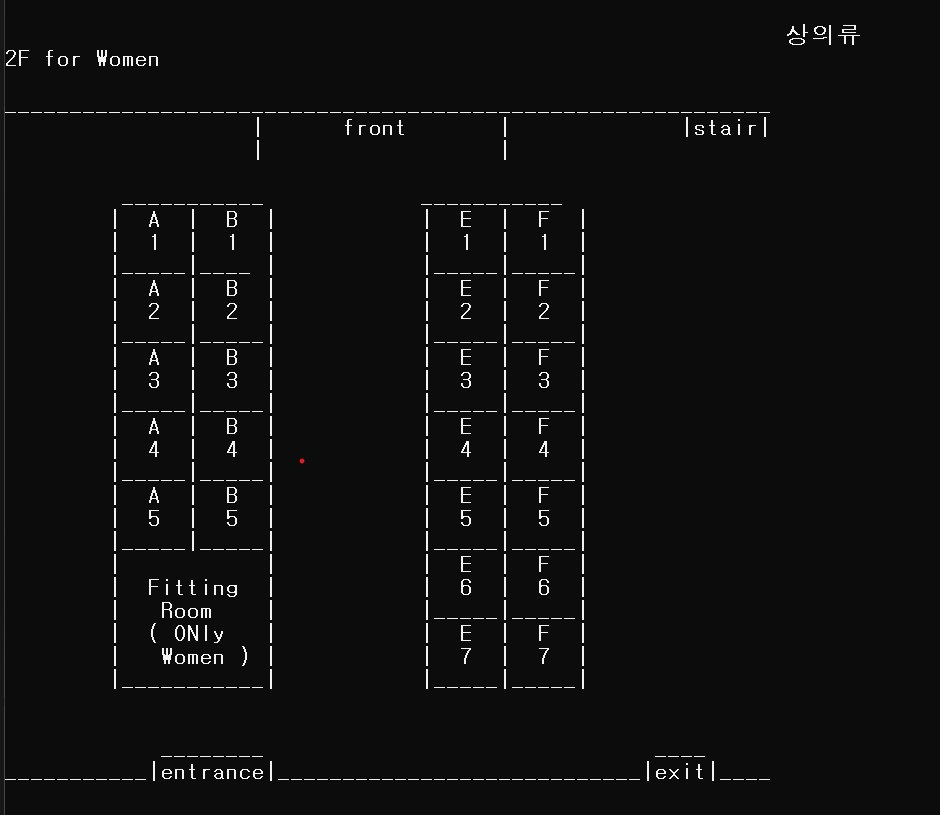 상의류
2F for Women
front |stair|
A B E F
1 1 1 1
A B E F
2 2 2 2
A B E F
3 3 3 3
A B E F
4 4 4 4
A B E F
5 5 5 5
E F
Fitting 6 6
Room
( ONly E F
Women ) 7 7
|entrance| |exit|